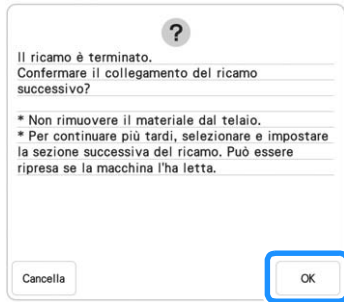 ?
Il ricamo è terminato.
Confermare il collegamento del ricamo
successivo?
* Non rimuovere il materiale dal telaio.
* Per continuare più tardi, selezionare e impostare
la sezione successiva del ricamo. Può essere
ripresa se la macchina l'ha letta.
Cancella
OK